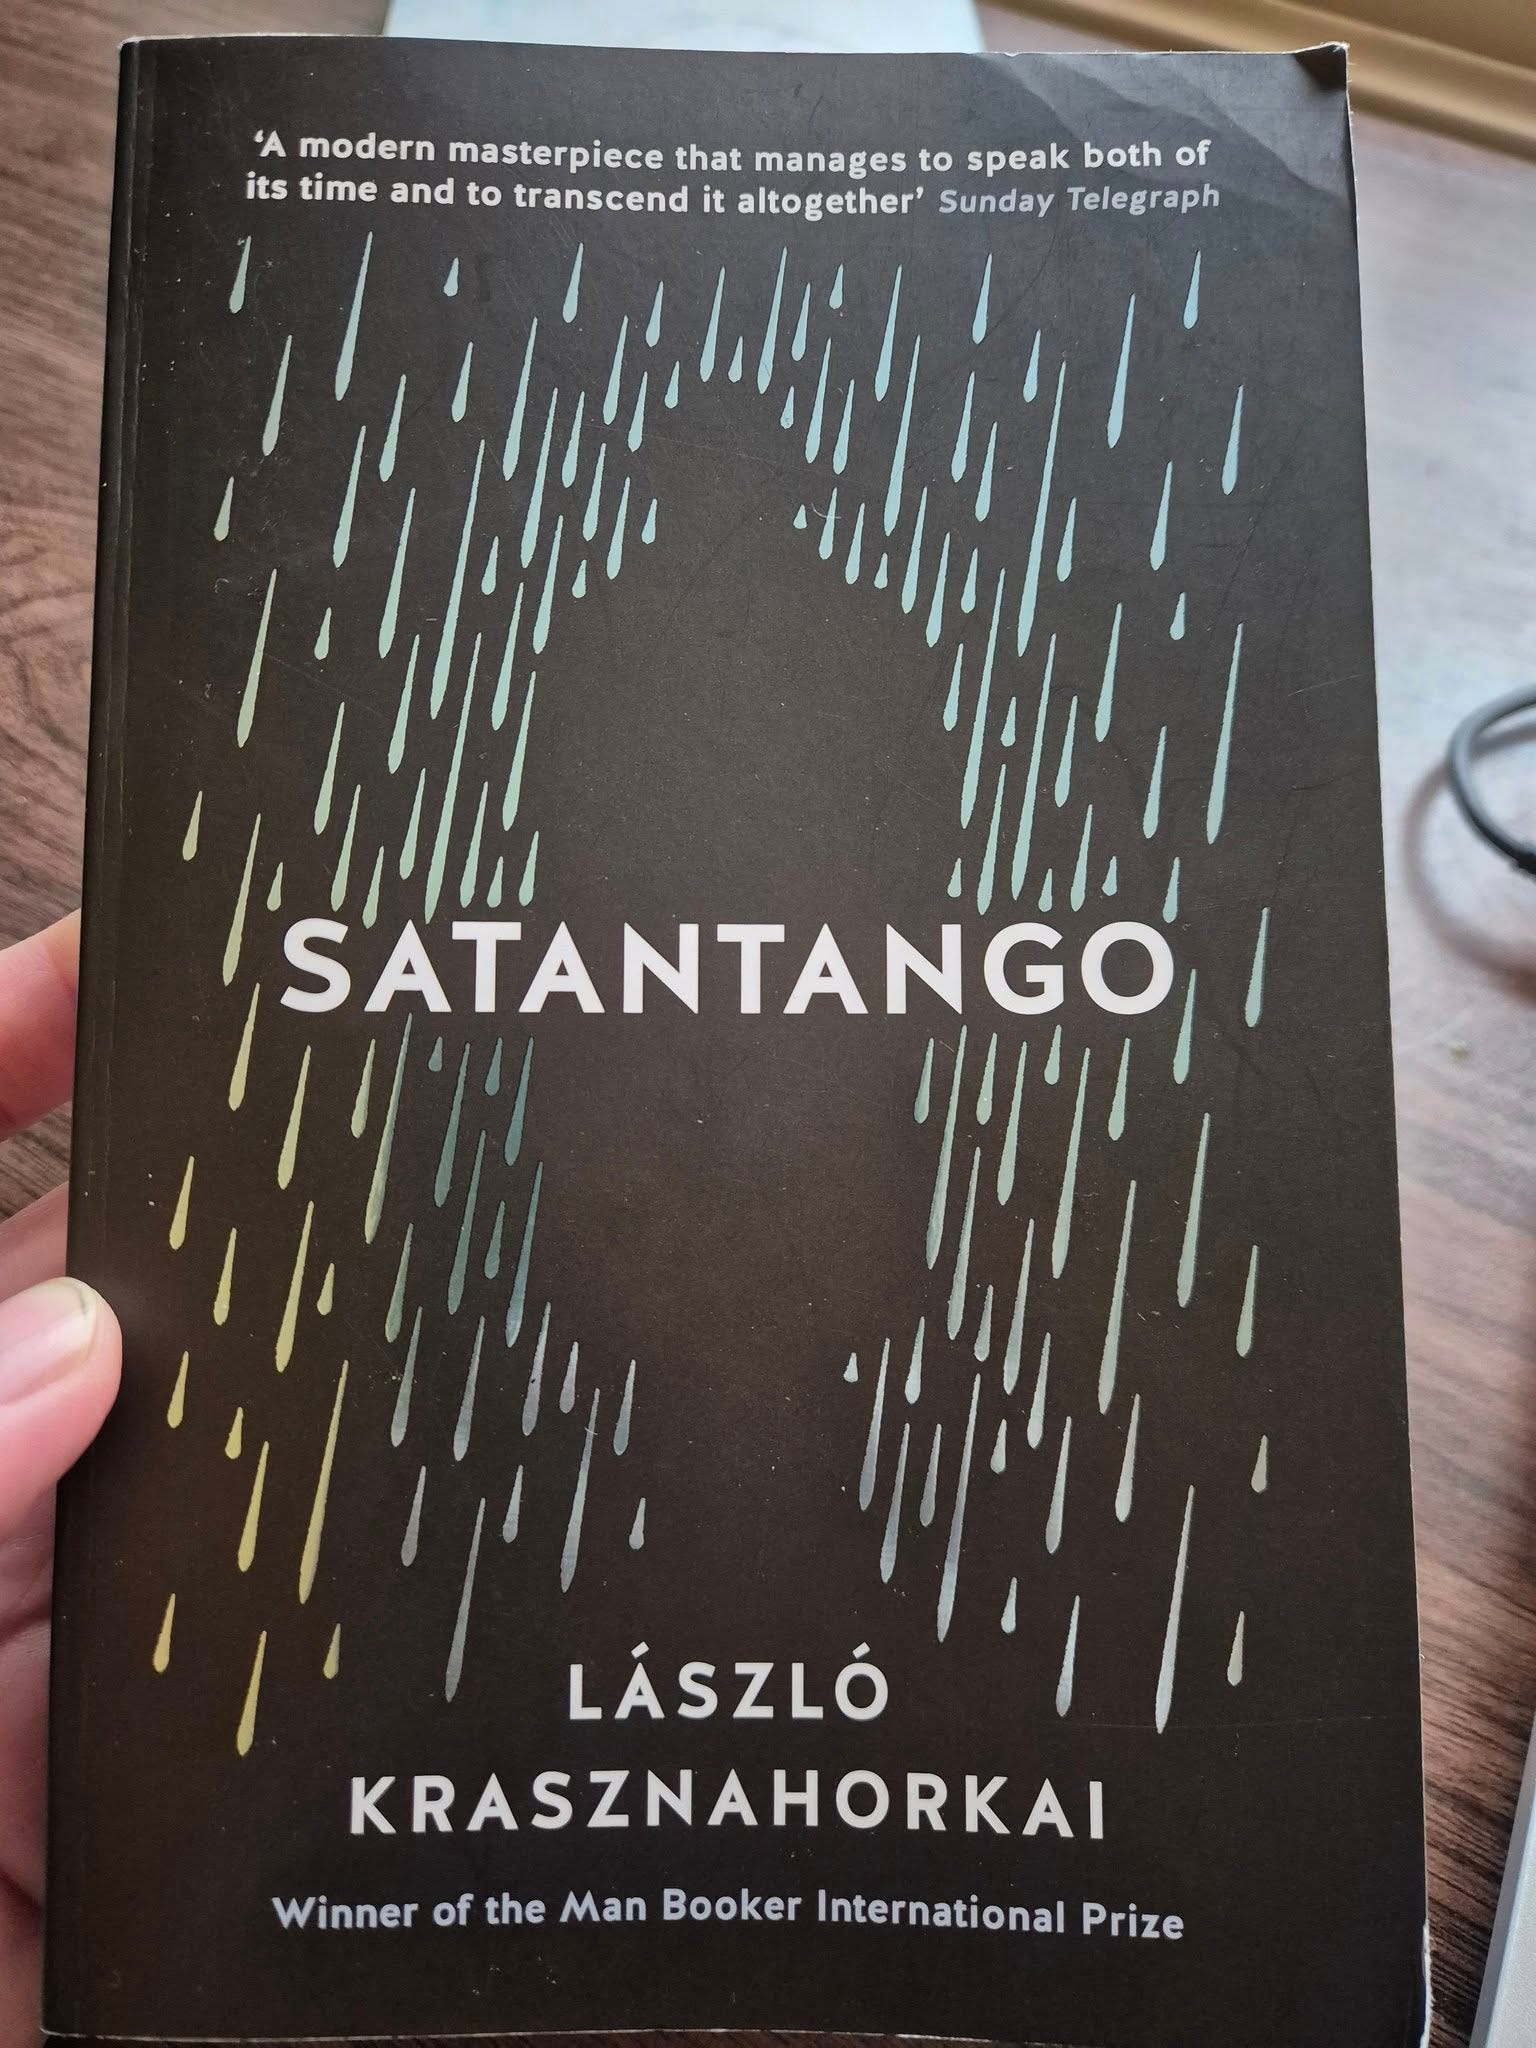 ‘A modern masterpiece that manages to speak both of
its time and to transcend it altogether’ Sunday Telegraph
SATANTANGO
LÁSZLÓ
KRASZNAHORKAI
Winner of the Man Booker International Prize